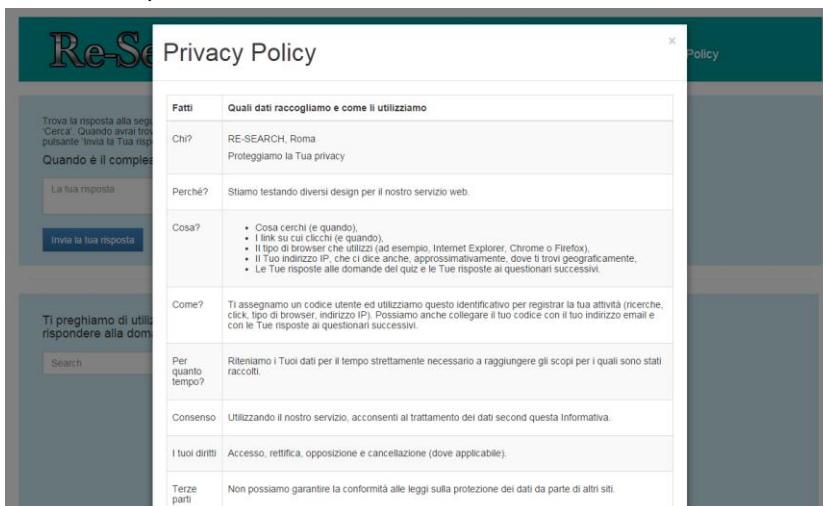 Re-Se
Policy
Privacy Policy
×
Fatti Quali dati raccogliamo e come li utilizziamo
Chi? RE-SEARCH, Roma
Proteggiamo la Tua privacy
Perché? Stiamo testando diversi design per il nostro servizio web.
Cosa?
• Cosa cerchi (e quando),
• I link su cui clicchi (e quando),
• Il tipo di browser che utilizzi (ad esempio, Internet Explorer, Chrome o Firefox),
• Il Tuo indirizzo IP, che ci dice anche, approssimativamente, dove ti trovi geograficamente,
• Le Tue risposte alle domande del quiz e le Tue risposte ai questionari successivi.
Come? Ti assegnamo un codice utente ed utilizziamo questo identificativo per registrar la tua attività (ricerche,
click, tipo di browser, indirizzo IP). Possiamo anche collegare il tuo codice con il tuo indirizzo email e
con le Tue risposte ai questionari successivi.
Per
quanto
tempo?
Riteniamo i Tuoi dati per il tempo strettamente necessario a raggiungere gli scopi per i quali sono stati
raccolti.
Consenso Utilizzando il nostro servizio, acconsenti al trattamento dei dati second questa Informativa.
I tuoi diritti Accesso, rettifica, opposizione e cancellazione (dove applicabile).
Terze
parti
Non possiamo garantire la conformità alle leggi sulla protezione dei dati da parte di altri siti.
Trova la risposta alla segu
'Cerca'. Quando avrai trov
pulsante 'Invia la Tua risp
Quando è il complea
La tua risposta
Invia la tua risposta
Ti preghiamo di utiliz
rispondere alla dom
Search